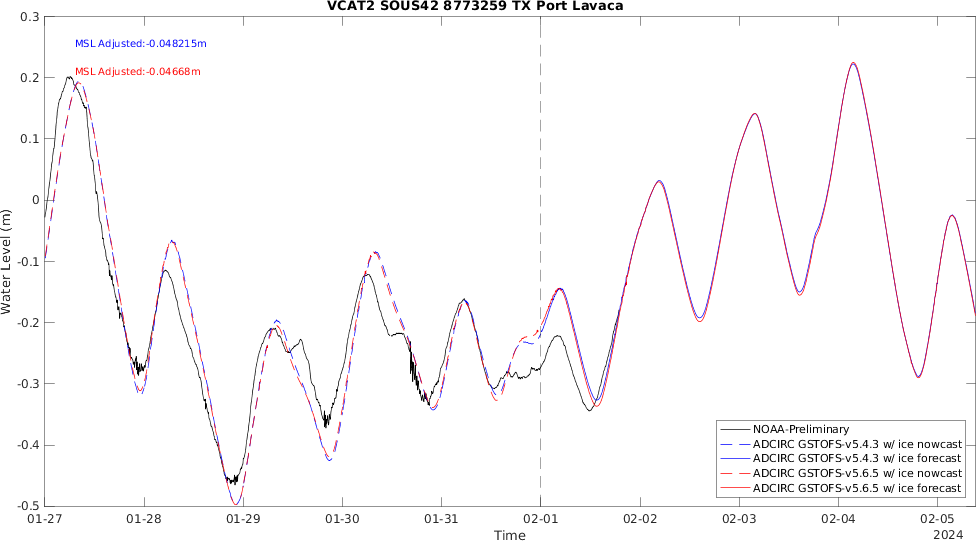 VCAT2 SOUS42 8773259 TX Port Lavaca
MSL Adjusted:-0.048215m
MSL Adjusted:-0.04668m
0.3
0.2
0.1
0
-0.1
-0.2
-0.3
-0.4
-0.5
Water Level (m)
NOAA-Preliminary
ADCIRC GSTOFS-v5.4.3 w/ ice nowcast
ADCIRC GSTOFS-v5.4.3 w/ ice forecast
ADCIRC GSTOFS-v5.6.5 w/ ice nowcast
ADCIRC GSTOFS-v5.6.5 w/ ice forecast
01-27 01-28 01-29 01-30 01-31 02-01 02-02 02-03 02-04 02-05
Time
2024